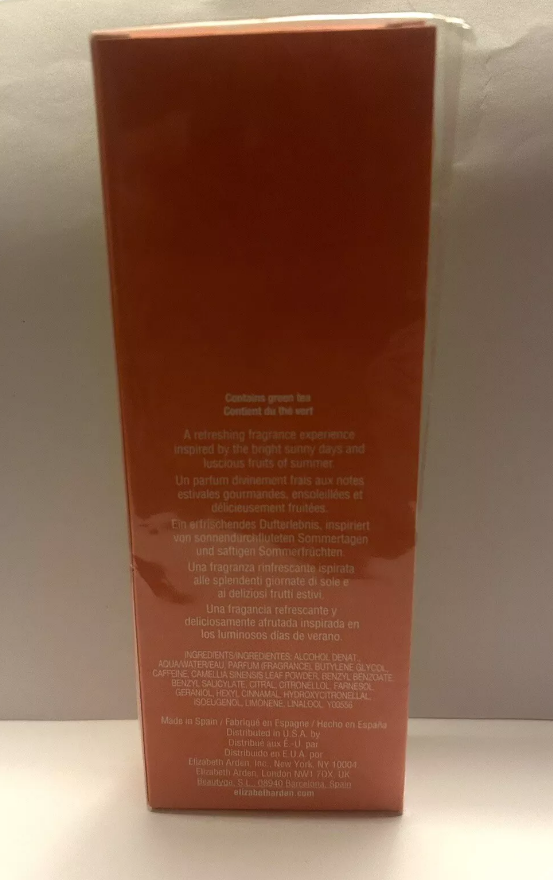 Contains green tea
Contient du thé vert
A refreshing fragrance experience
inspired by the bright sunny days and
luscious fruits of summer.
Un parfum divinement frais aux notes
estivales gourmandes, ensoleillées et
délicieusement fruitées.
Ein erfrischendes Dufterlebnis, inspiriert
von sonnendurchfluteten Sommertagen
und saftigen Sommerfrüchten.
Una fragranza rinfrescante ispirata
alle splendenti giornate di sole e
ai deliziosi frutti estivi.
Una fragancia refrescante y
deliciosamente afrutada inspirada en
los luminosos días de verano.
INGREDIENTS/INGREDIENTES: ALCOHOL DENAT,
AQUA/WATER/EAU, PARFUM (FRAGRANCE), BUTYLENE GLYCOL,
CAFFEINE, CAMELLIA SINENSIS LEAF POWDER, BENZYL BENZOATE,
BENZYL SALICYLATE, CITRAL, CITRONELLOL, FARNESOL,
GERANIOL, HEXYL CINNAMAL, HYDROXYCITRONELLAL,
ISOEUGENOL, LIMONENE, LINALOOL.
Made in Spain / Fabriqué en Espagne / Hecho en España
Distributed in U.S.A. by
Distribué aux É.-U. par
Distribuido en E.U.A. por
Elizabeth Arden, Inc., New York, NY 10004
Elizabeth Arden, London NW1 7QX, UK
Beautyon, S.L., 08940 Barcelona, Spain
elizabetharden.com